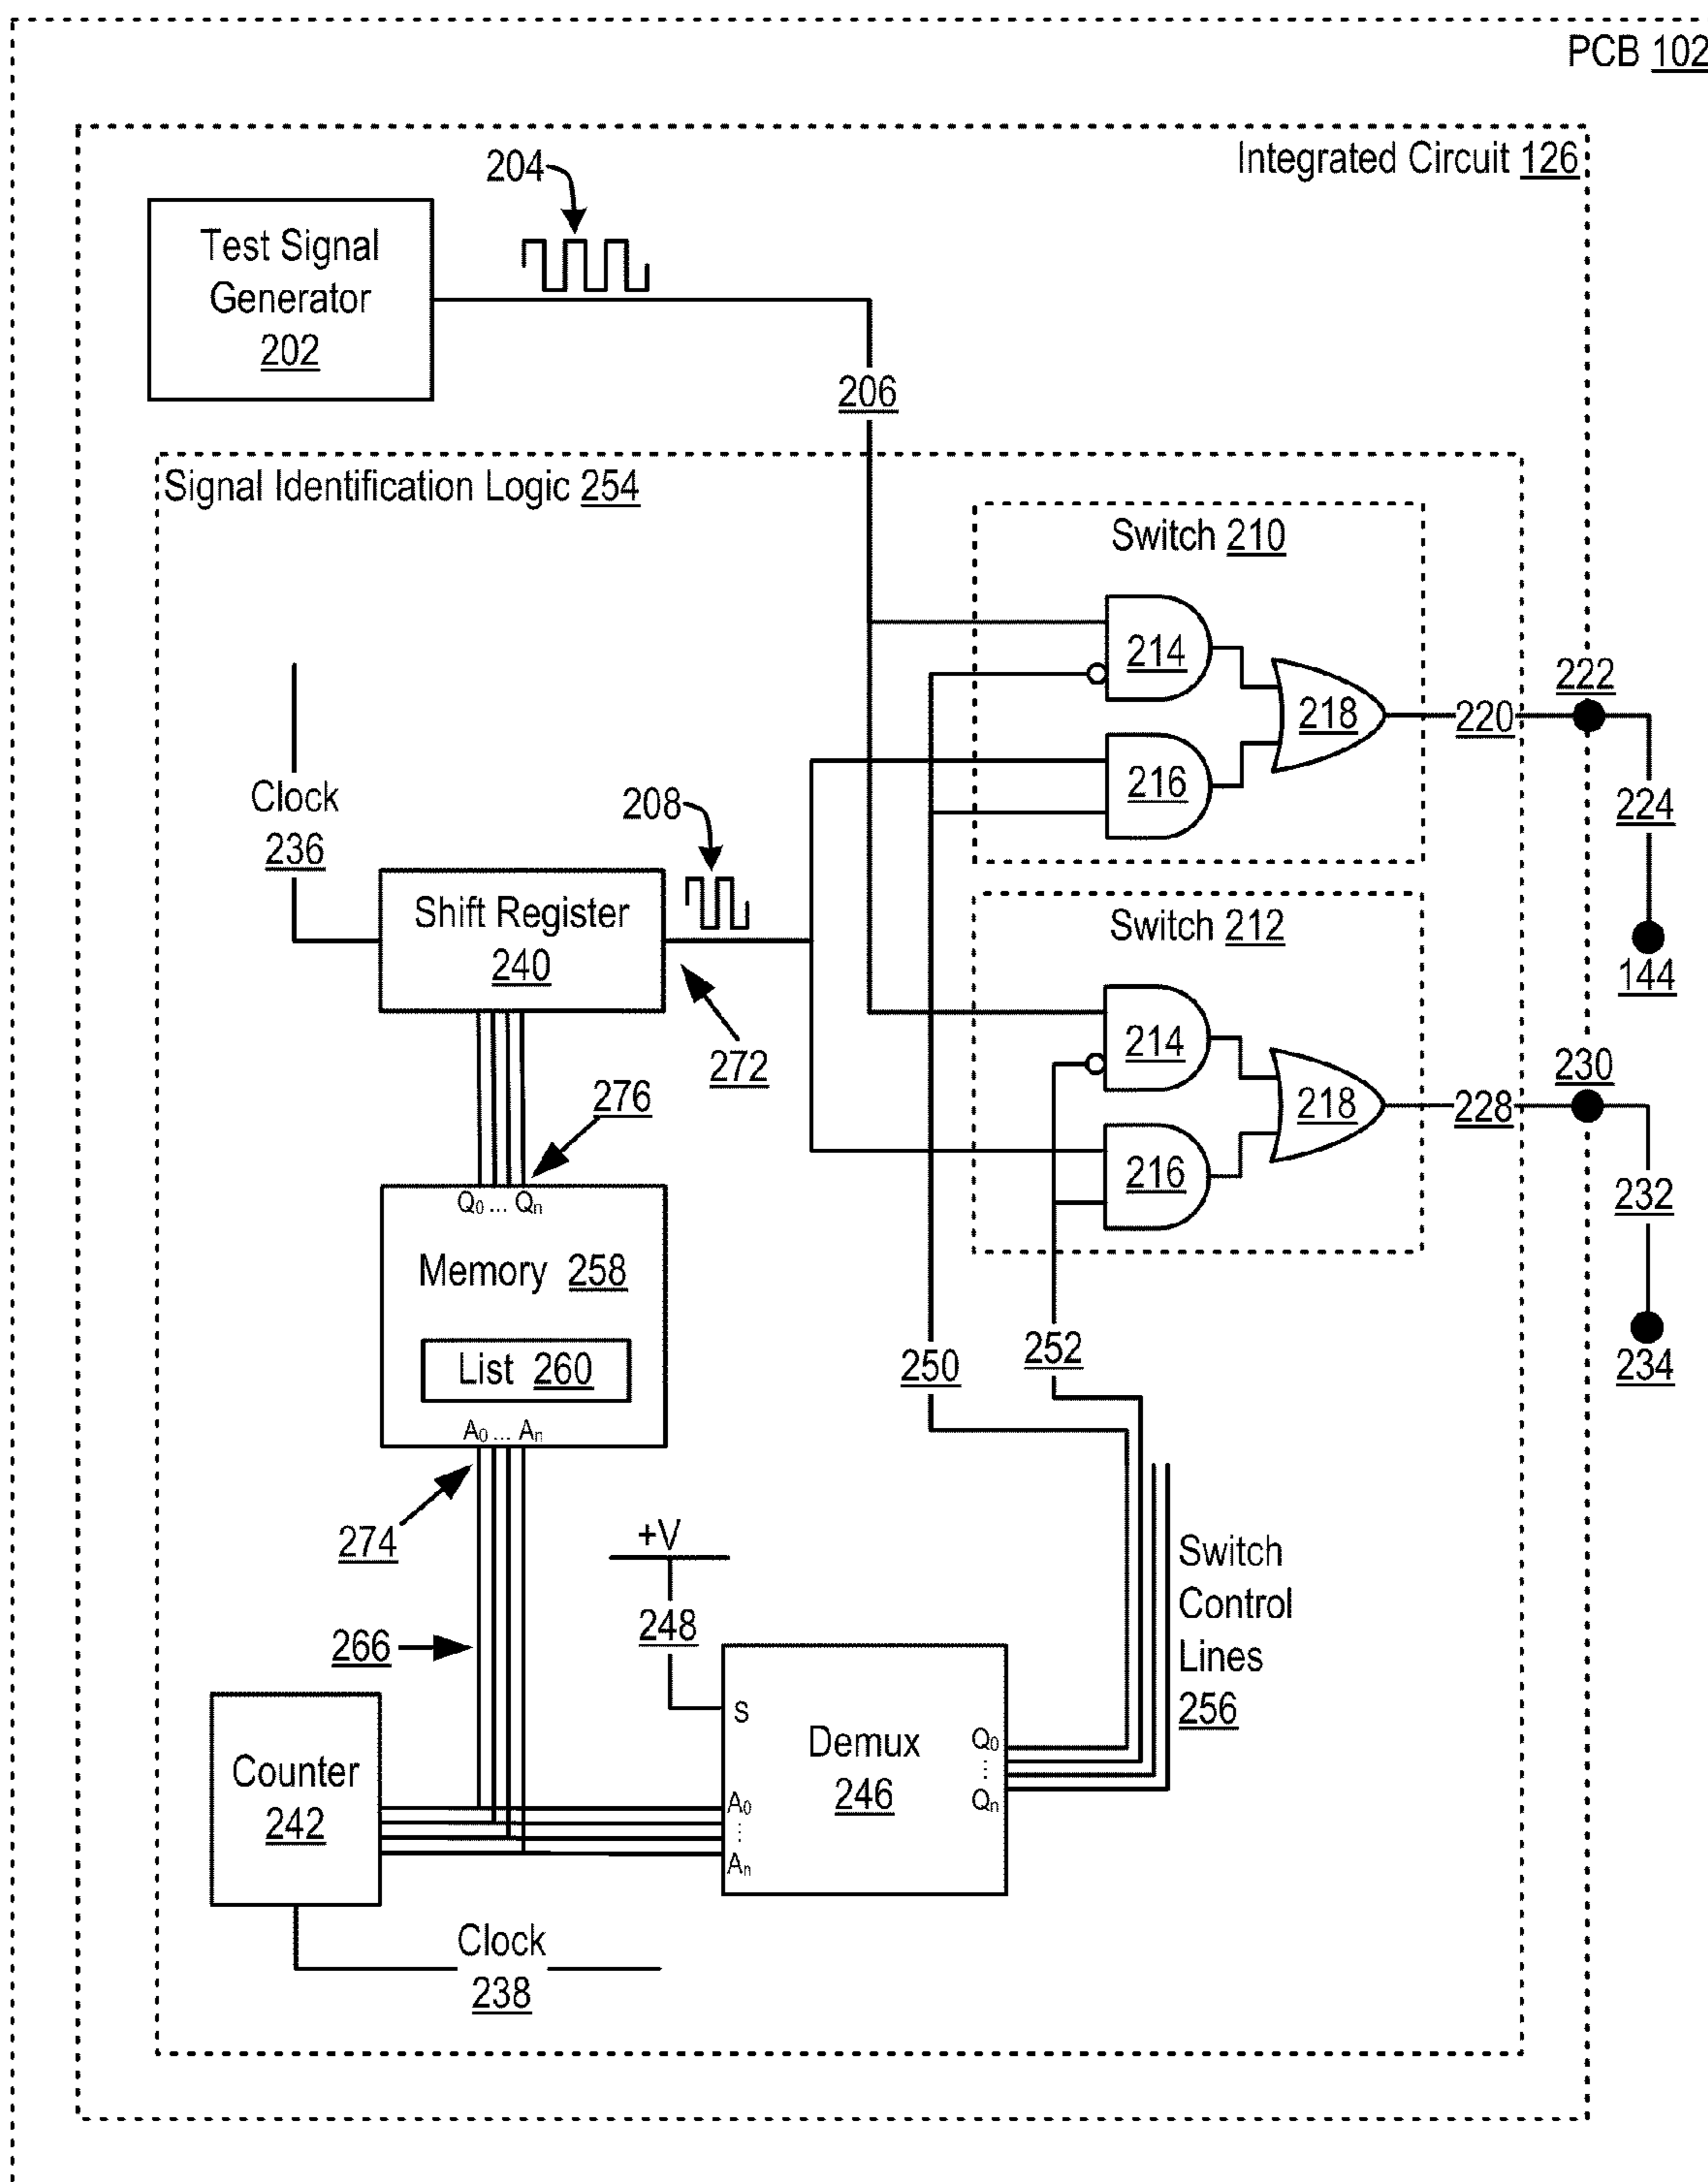 PCB 102
Integrated Circuit 126
204
Test Signal
Generator
202
206
Signal Identification Logic 254
Switch 210
214
216
218
220
222
224
144
Clock
236
208
Shift Register
240
272
Switch 212
214
216
218
228
230
232
234
276
Q0 ... Qn
Memory 258
List 260
A0 ... An
274
250
252
+V
248
266
Switch
Control
Lines
256
S
Demux
246
Q0
⋮
Qn
A0
⋮
An
Counter
242
Clock
238